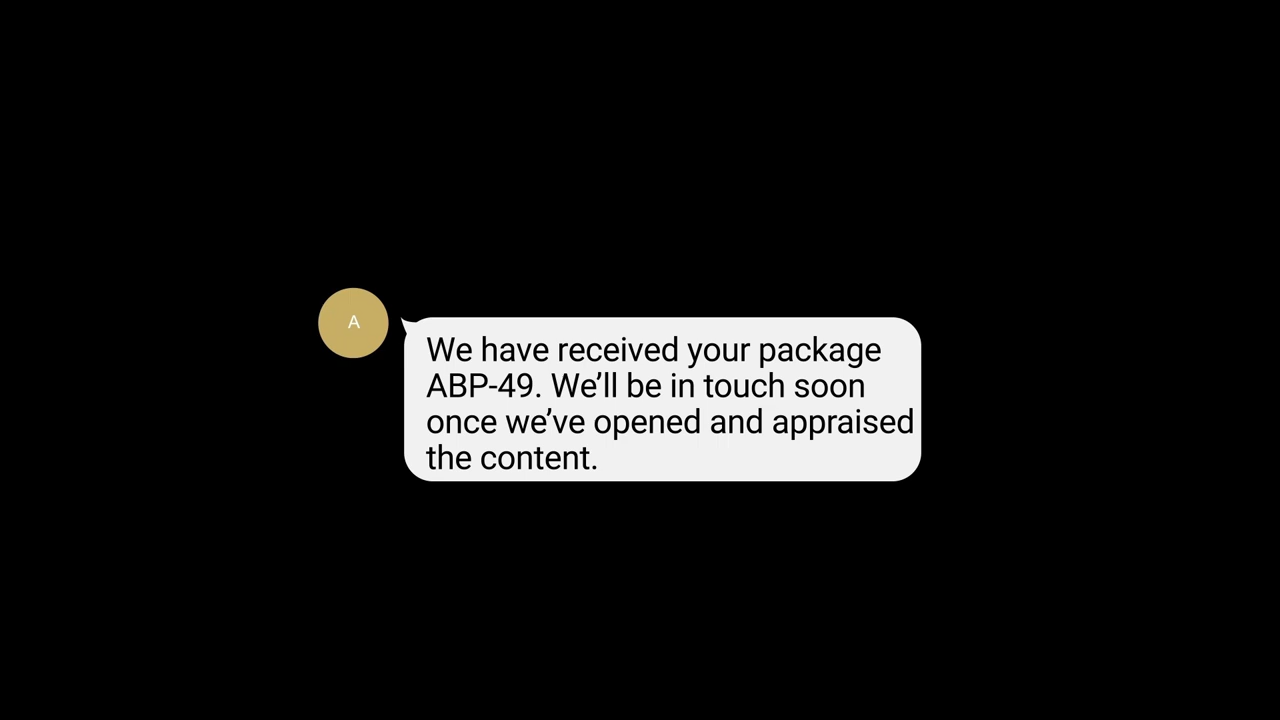 A
We have received your package
ABP-49. We’ll be in touch soon
once we’ve opened and appraised
the content.